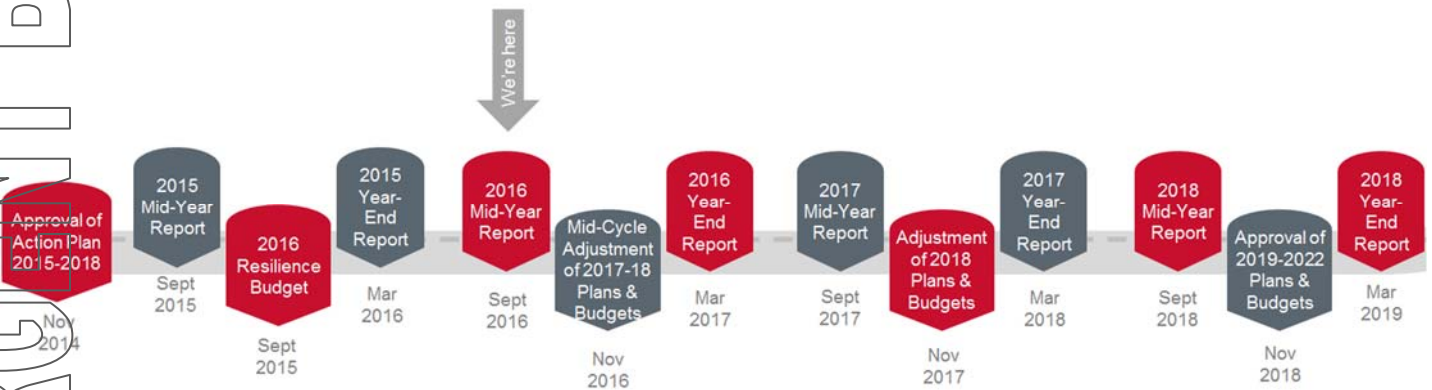 We're here
Approval of
Action Plan
2015-2018
Nov
2014
2015
Mid-Year
Report
Sept
2015
2016
Resilience
Budget
Sept
2015
2015
Year-
End
Report
Mar
2016
2016
Mid-Year
Report
Sept
2016
Mid-Cycle
Adjustment
of 2017-18
Plans &
Budgets
Nov
2016
2016
Year-
End
Report
Mar
2017
2017
Mid-Year
Report
Sept
2017
Adjustment
of 2018
Plans &
Budgets
Nov
2017
2017
Year-
End
Report
Mar
2018
2018
Mid-Year
Report
Sept
2018
Approval of
2019-2022
Plans &
Budgets
Nov
2018
2018
Year-
End
Report
Mar
2019